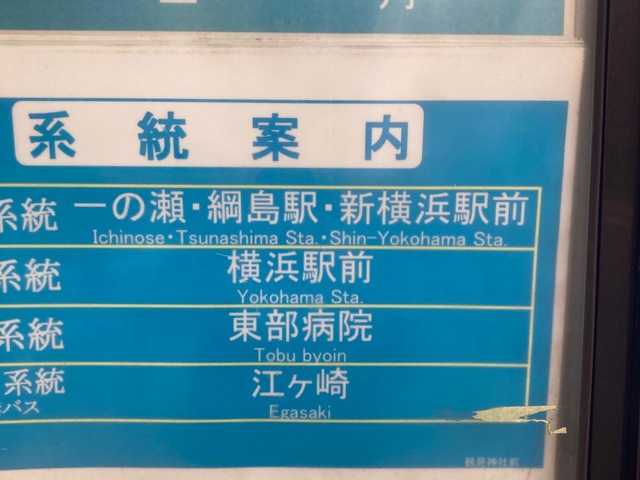 系統案内
系統 一の瀬・綱島駅・新横浜駅前
Ichinose・Tsunashima Sta.・Shin-Yokohama Sta.
系統 横浜駅前
Yokohama Sta.
系統 東部病院
Tobu byoin
系統 江ヶ崎
バス Egasaki
鶴見神社前